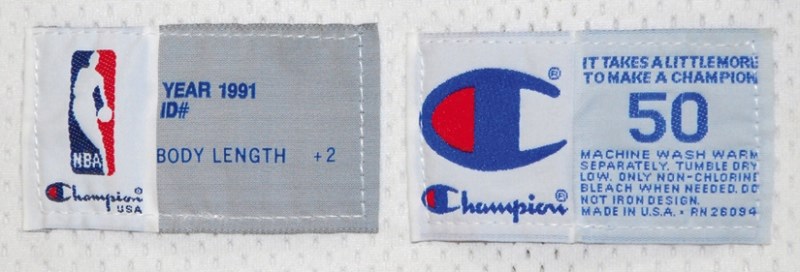 NBA
Champion®
USA
YEAR 1991
ID#
BODY LENGTH +2
®
Champion®
IT TAKES A LITTLE MORE
TO MAKE A CHAMPION
50
MACHINE WASH WARM
SEPARATELY, TUMBLE DRY
LOW. ONLY NON-CHLORINE
BLEACH WHEN NEEDED. DO
NOT IRON DESIGN.
MADE IN U.S.A. • RN 26094